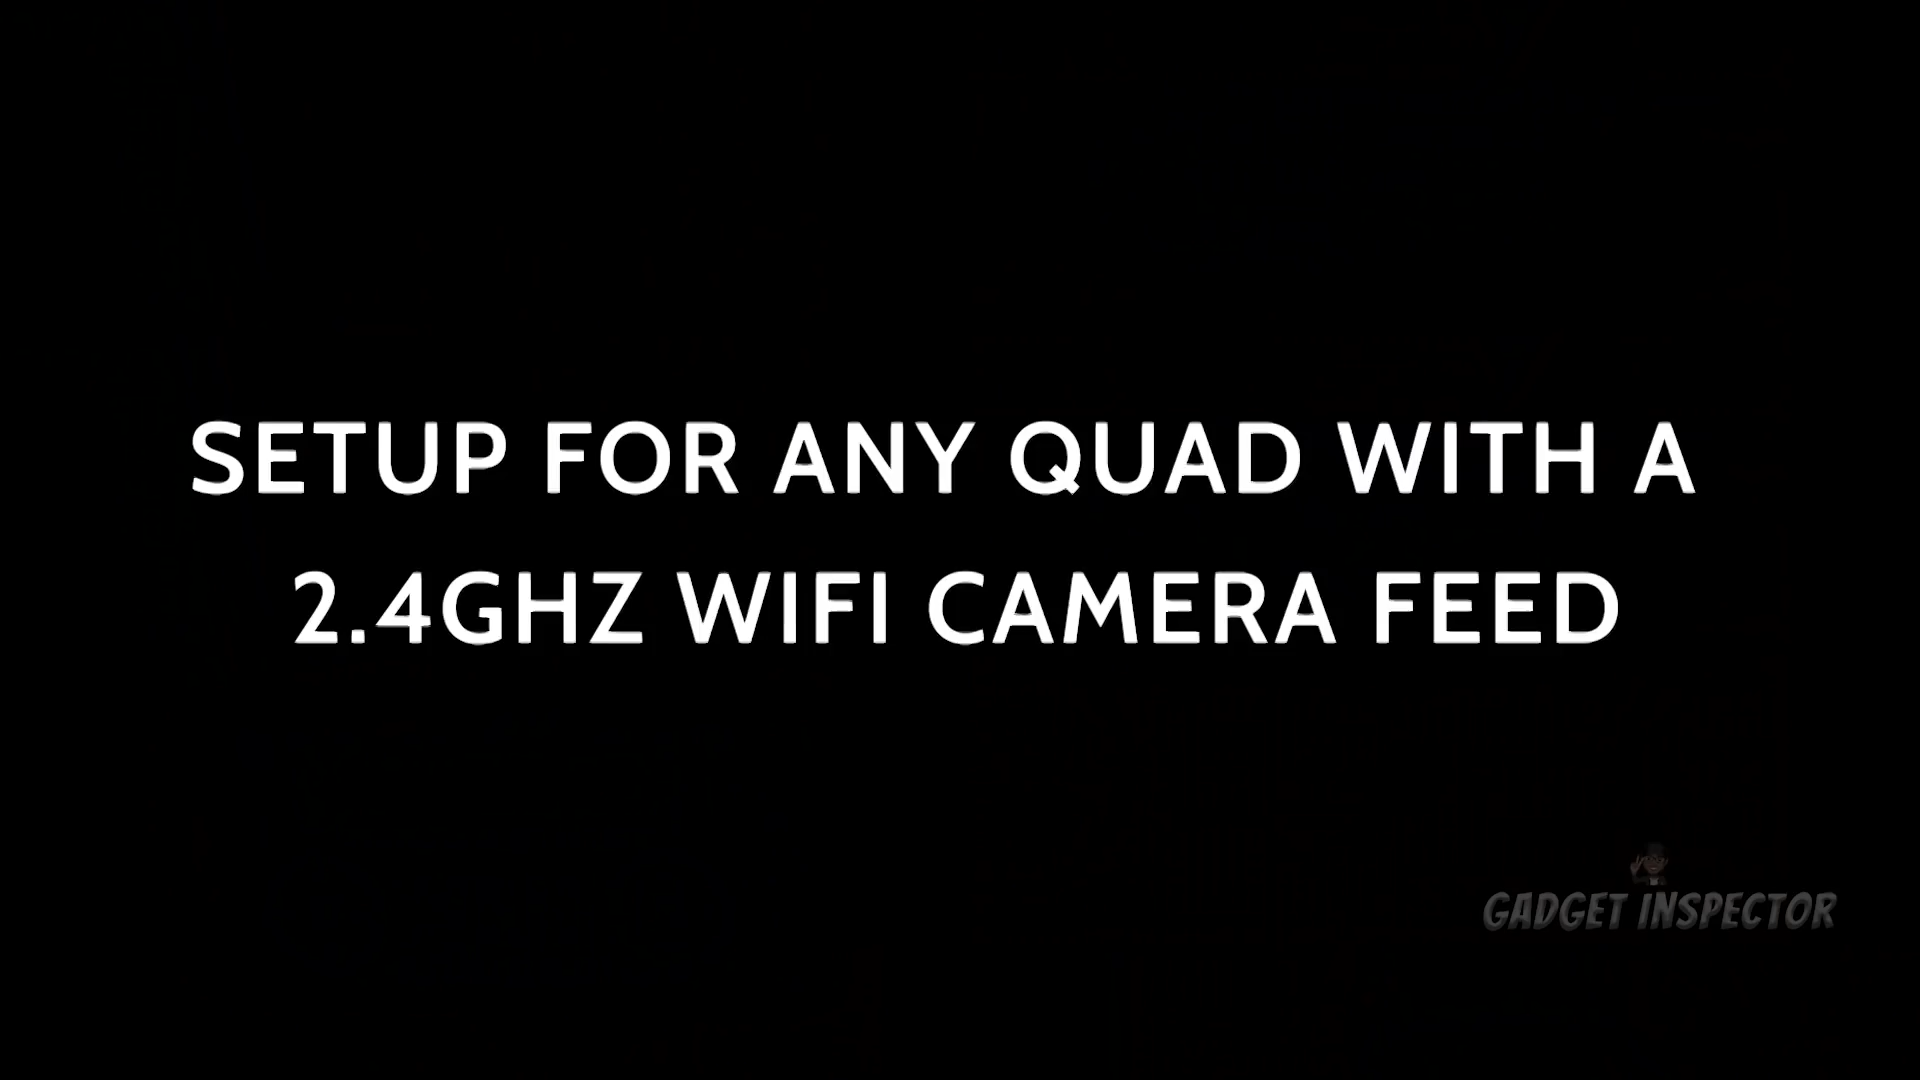 SETUP FOR ANY QUAD WITH A
2.4GHZ WIFI CAMERA FEED
GADGET INSPECTOR